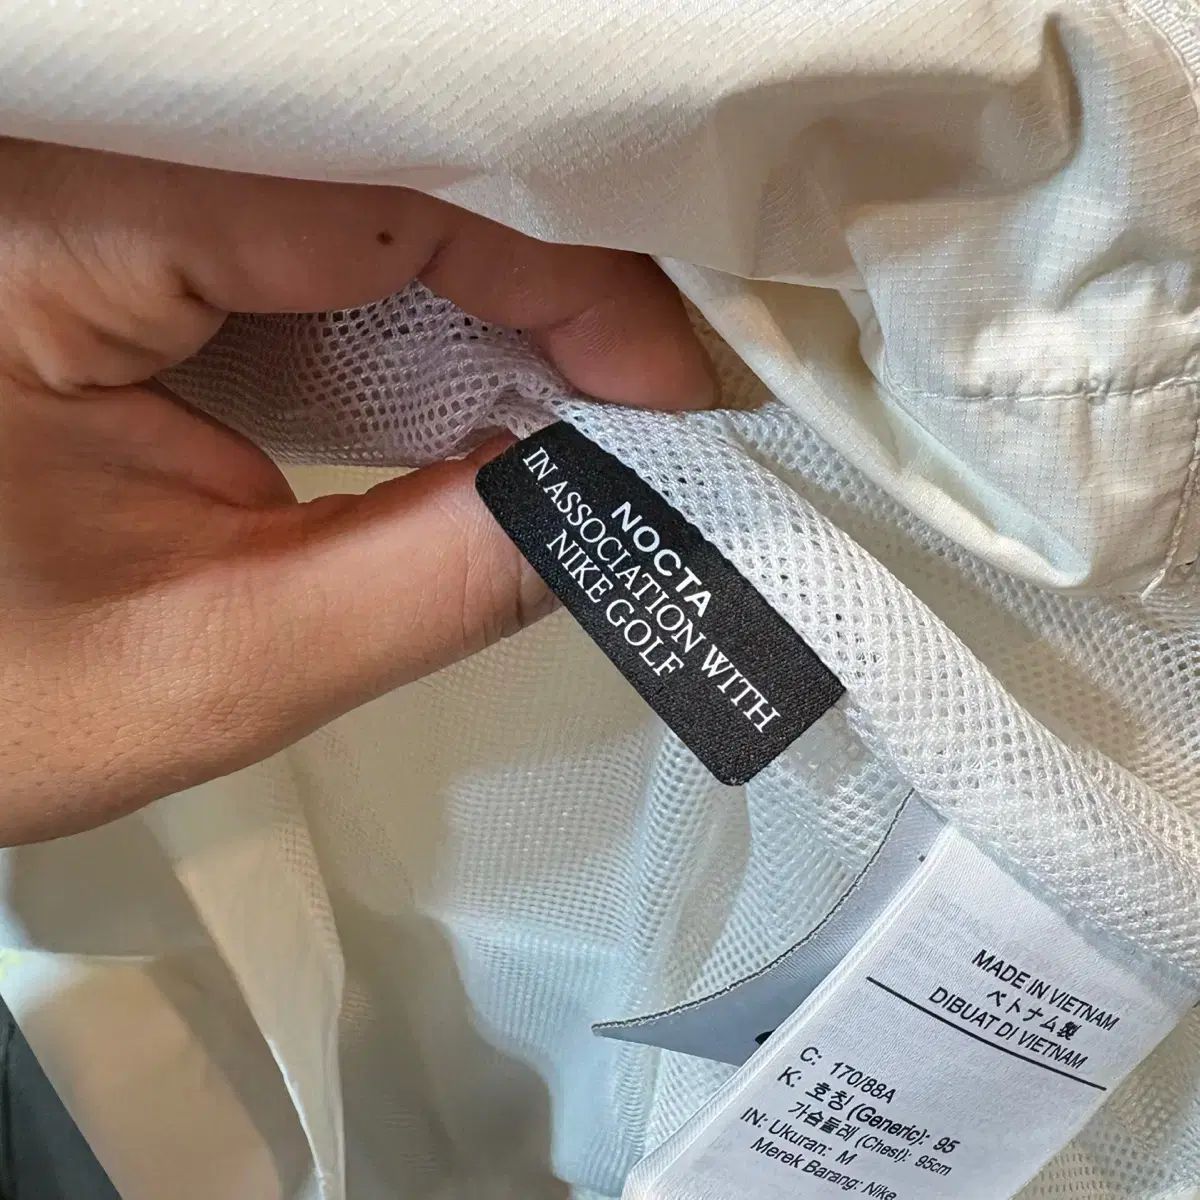 NOCTA
IN ASSOCIATION WITH
NIKE GOLF
MADE IN VIETNAM
ベトナム製
DIBUAT DI VIETNAM
C: 170/88A
K: 호칭 (Generic): 95
가슴둘레 (Chest): 95cm
IN: Ukuran: M
Merek Barang: Nike